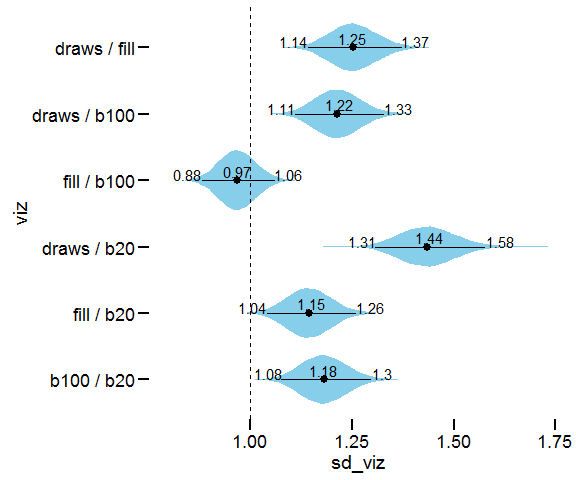 draws / fill
1.14 1.25 1.37
draws / b100
1.11 1.22 1.33
fill / b100
0.88 0.97 1.06
viz
draws / b20
1.31 1.44 1.58
fill / b20
1.04 1.15 1.26
b100 / b20
1.08 1.18 1.3
1.00 1.25 1.50 1.75
sd_viz